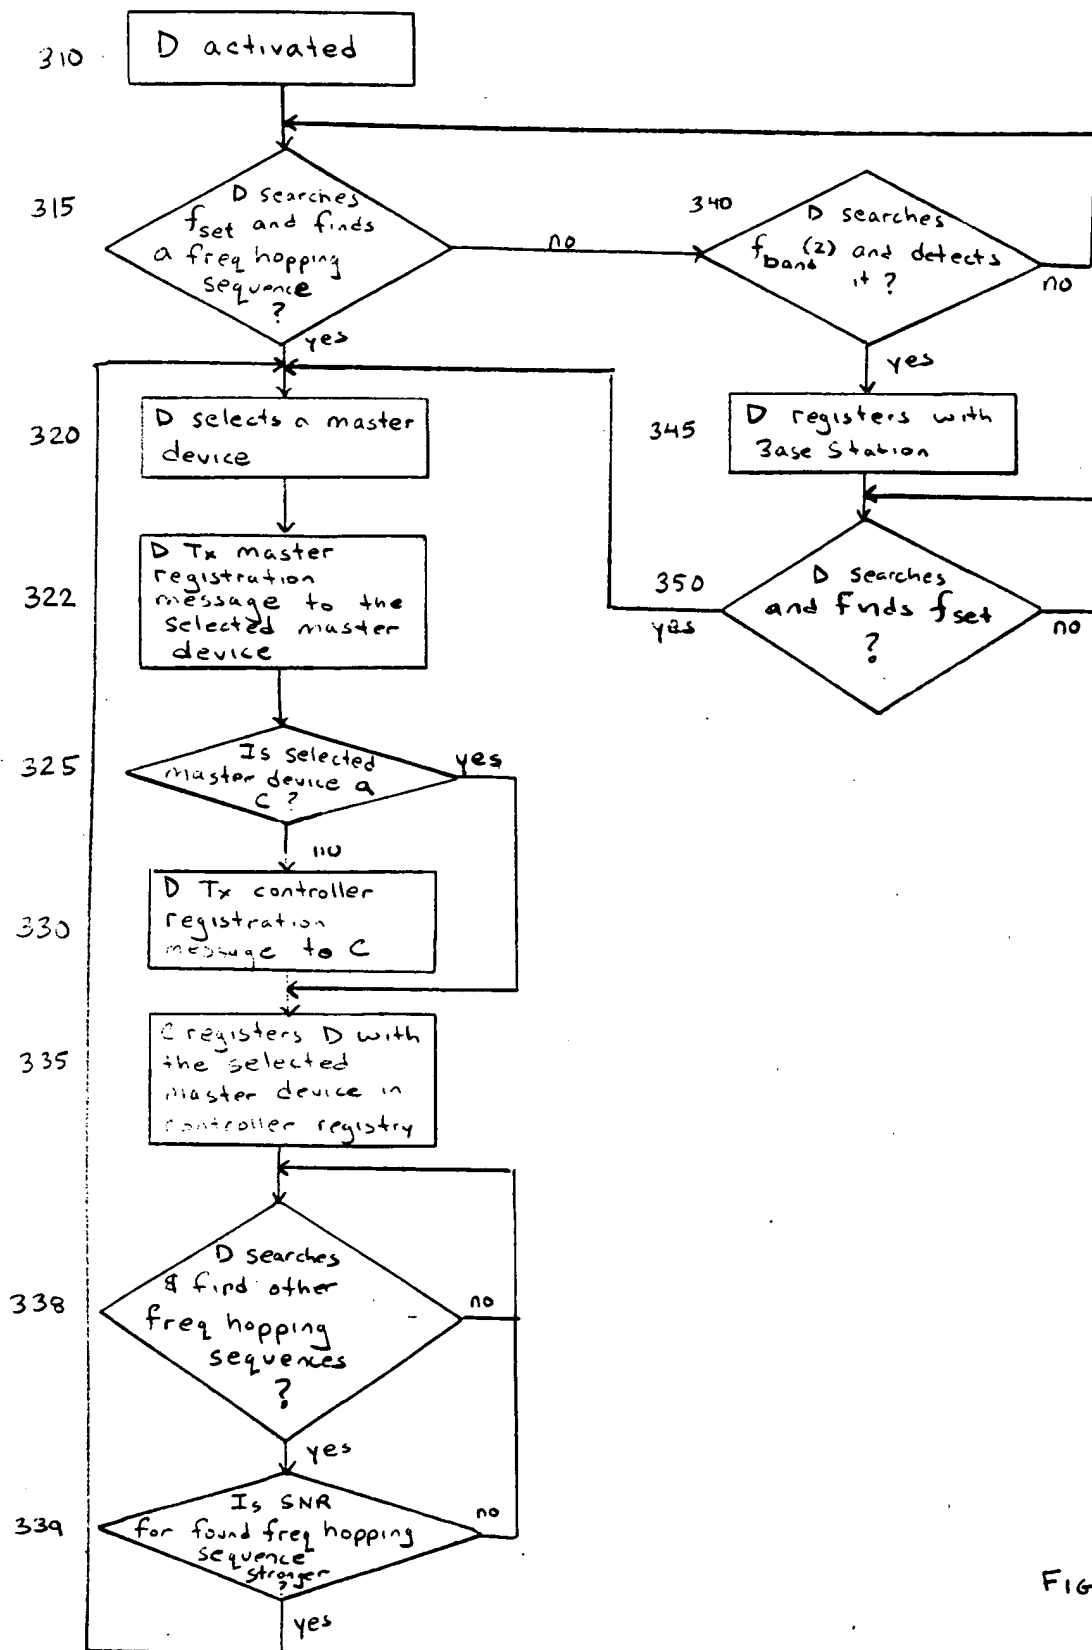 310
D activated
315
D searches
fset and finds
a freq hopping
sequence
?
no
yes
340
D searches
fband (2) and detects
it ?
no
yes
320
D selects a master
device
345
D registers with
Base Station
322
D Tx master
registration
message to the
selected master
device
350
D searches
and finds fset
?
yes
no
325
Is selected
master device a
C ?
yes
no
330
D Tx controller
registration
message to C
335
C registers D with
the selected
master device in
controller registry
338
D searches
& find other
freq hopping
sequences
?
no
yes
339
Is SNR
for found freq hopping
sequence
stronger
?
no
yes
FIG